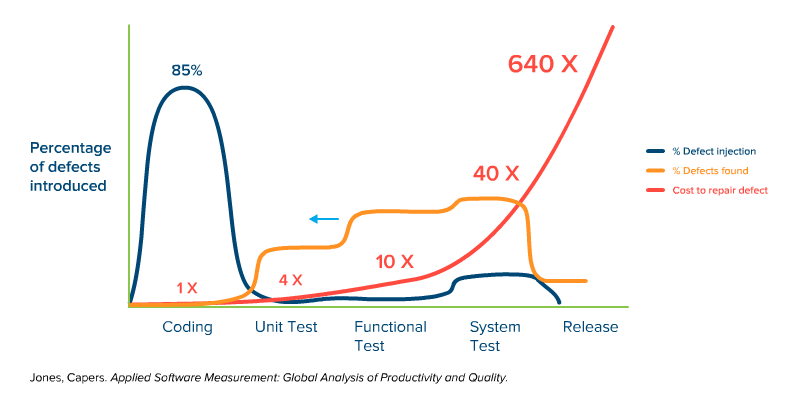 85%
640 X
Percentage
of defects
introduced
% Defect injection
% Defects found
Cost to repair defect
40 X
10 X
4 X
1 X
Coding
Unit Test
Functional
Test
System
Test
Release
Jones, Capers. Applied Software Measurement: Global Analysis of Productivity and Quality.